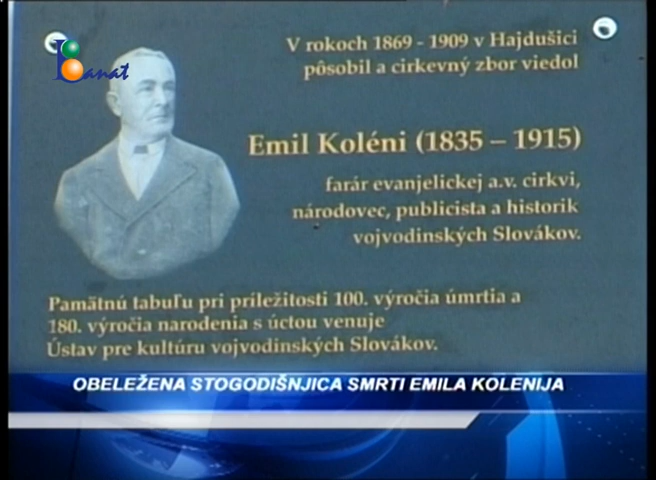 Banat
V rokoch 1869 - 1909 v Hajdušici
pôsobil a cirkevný zbor viedol
Emil Koléni (1835 – 1915)
farár evanjelickej a.v. cirkvi,
národovec, publicista a historik
vojvodinských Slovákov.
Pamätnú tabuľu pri príležitosti 100. výročia úmrtia a
180. výročia narodenia s úctou venuje
Ústav pre kultúru vojvodinských Slovákov.
OBELEŽENA STOGODIŠNJICA SMRTI EMILA KOLENIJA